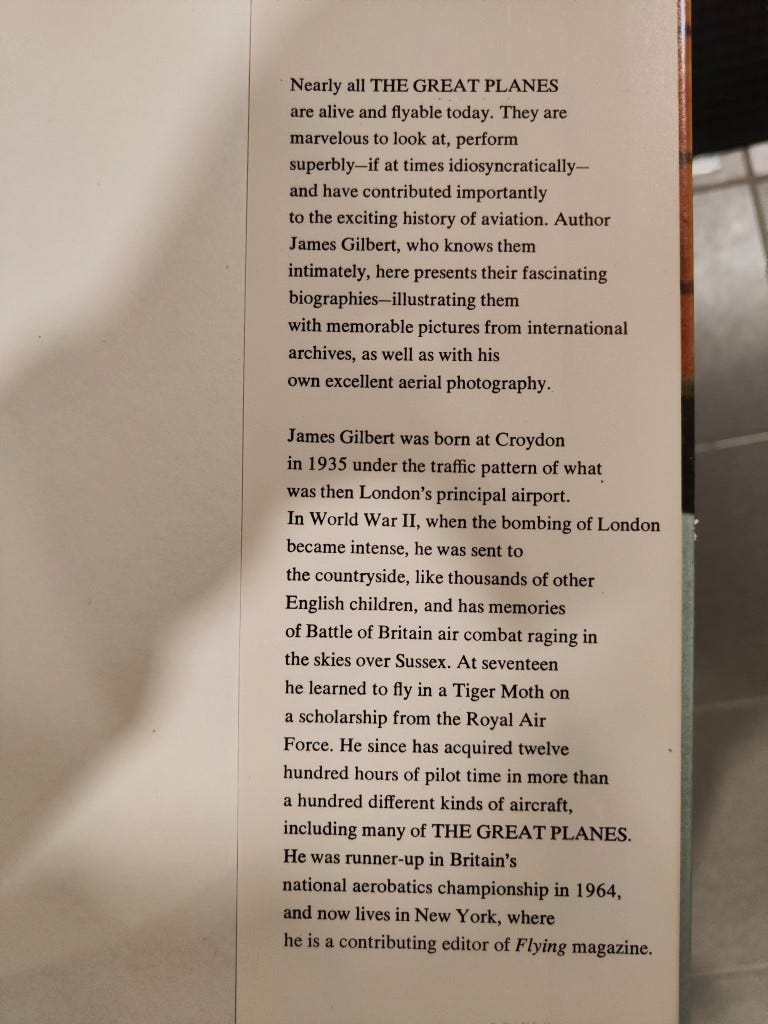 Nearly all THE GREAT PLANES
are alive and flyable today. They are
marvelous to look at, perform
superbly—if at times idiosyncratically—
and have contributed importantly
to the exciting history of aviation. Author
James Gilbert, who knows them
intimately, here presents their fascinating
biographies—illustrating them
with memorable pictures from international
archives, as well as with his
own excellent aerial photography.
James Gilbert was born at Croydon
in 1935 under the traffic pattern of what
was then London's principal airport.
In World War II, when the bombing of London
became intense, he was sent to
the countryside, like thousands of other
English children, and has memories
of Battle of Britain air combat raging in
the skies over Sussex. At seventeen
he learned to fly in a Tiger Moth on
a scholarship from the Royal Air
Force. He since has acquired twelve
hundred hours of pilot time in more than
a hundred different kinds of aircraft,
including many of THE GREAT PLANES.
He was runner-up in Britain's
national aerobatics championship in 1964,
and now lives in New York, where
he is a contributing editor of Flying magazine.